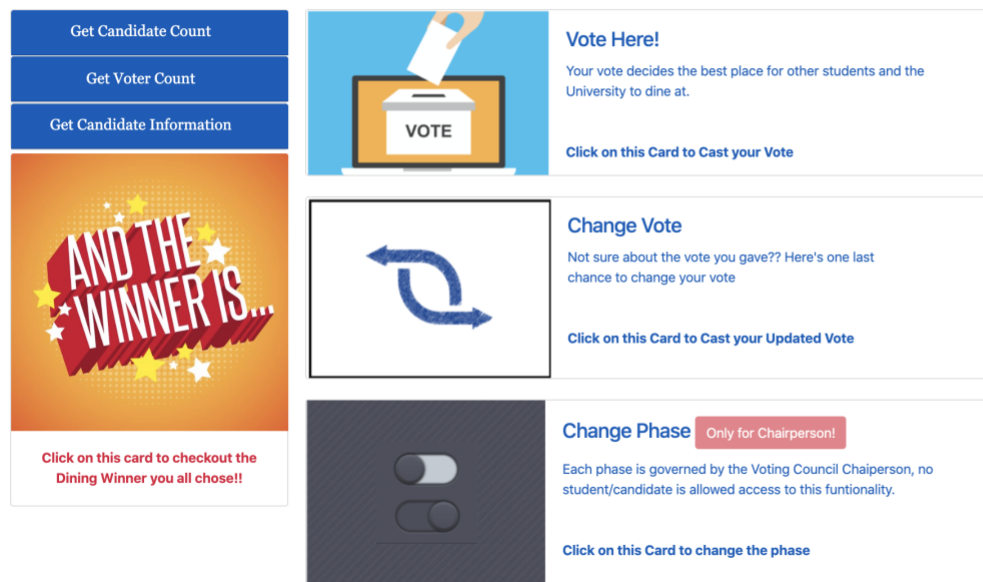 Get Candidate Count
Get Voter Count
Get Candidate Information
AND THE
WINNER IS...
Click on this card to checkout the
Dining Winner you all chose!!
VOTE
Vote Here!
Your vote decides the best place for other students and the
University to dine at.
Click on this Card to Cast your Vote
Change Vote
Not sure about the vote you gave?? Here's one last
chance to change your vote
Click on this Card to Cast your Updated Vote
Change Phase Only for Chairperson!
Each phase is governed by the Voting Council Chaiperson, no
student/candidate is allowed access to this funtionality.
Click on this Card to change the phase